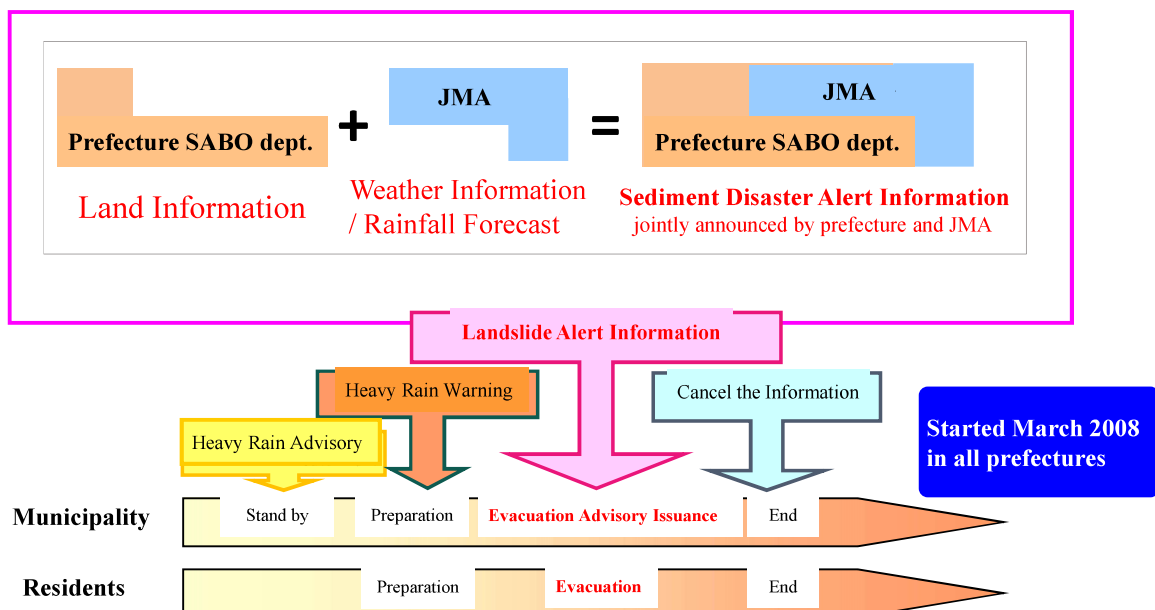 JMA
Prefecture SABO dept.
+
=
JMA
Prefecture SABO dept.
Land Information
Weather Information
/ Rainfall Forecast
Sediment Disaster Alert Information
jointly announced by prefecture and JMA
Landslide Alert Information
Heavy Rain Warning
Cancel the Information
Heavy Rain Advisory
Started March 2008
in all prefectures
Municipality
Stand by
Preparation
Evacuation Advisory Issuance
End
Residents
Preparation
Evacuation
End